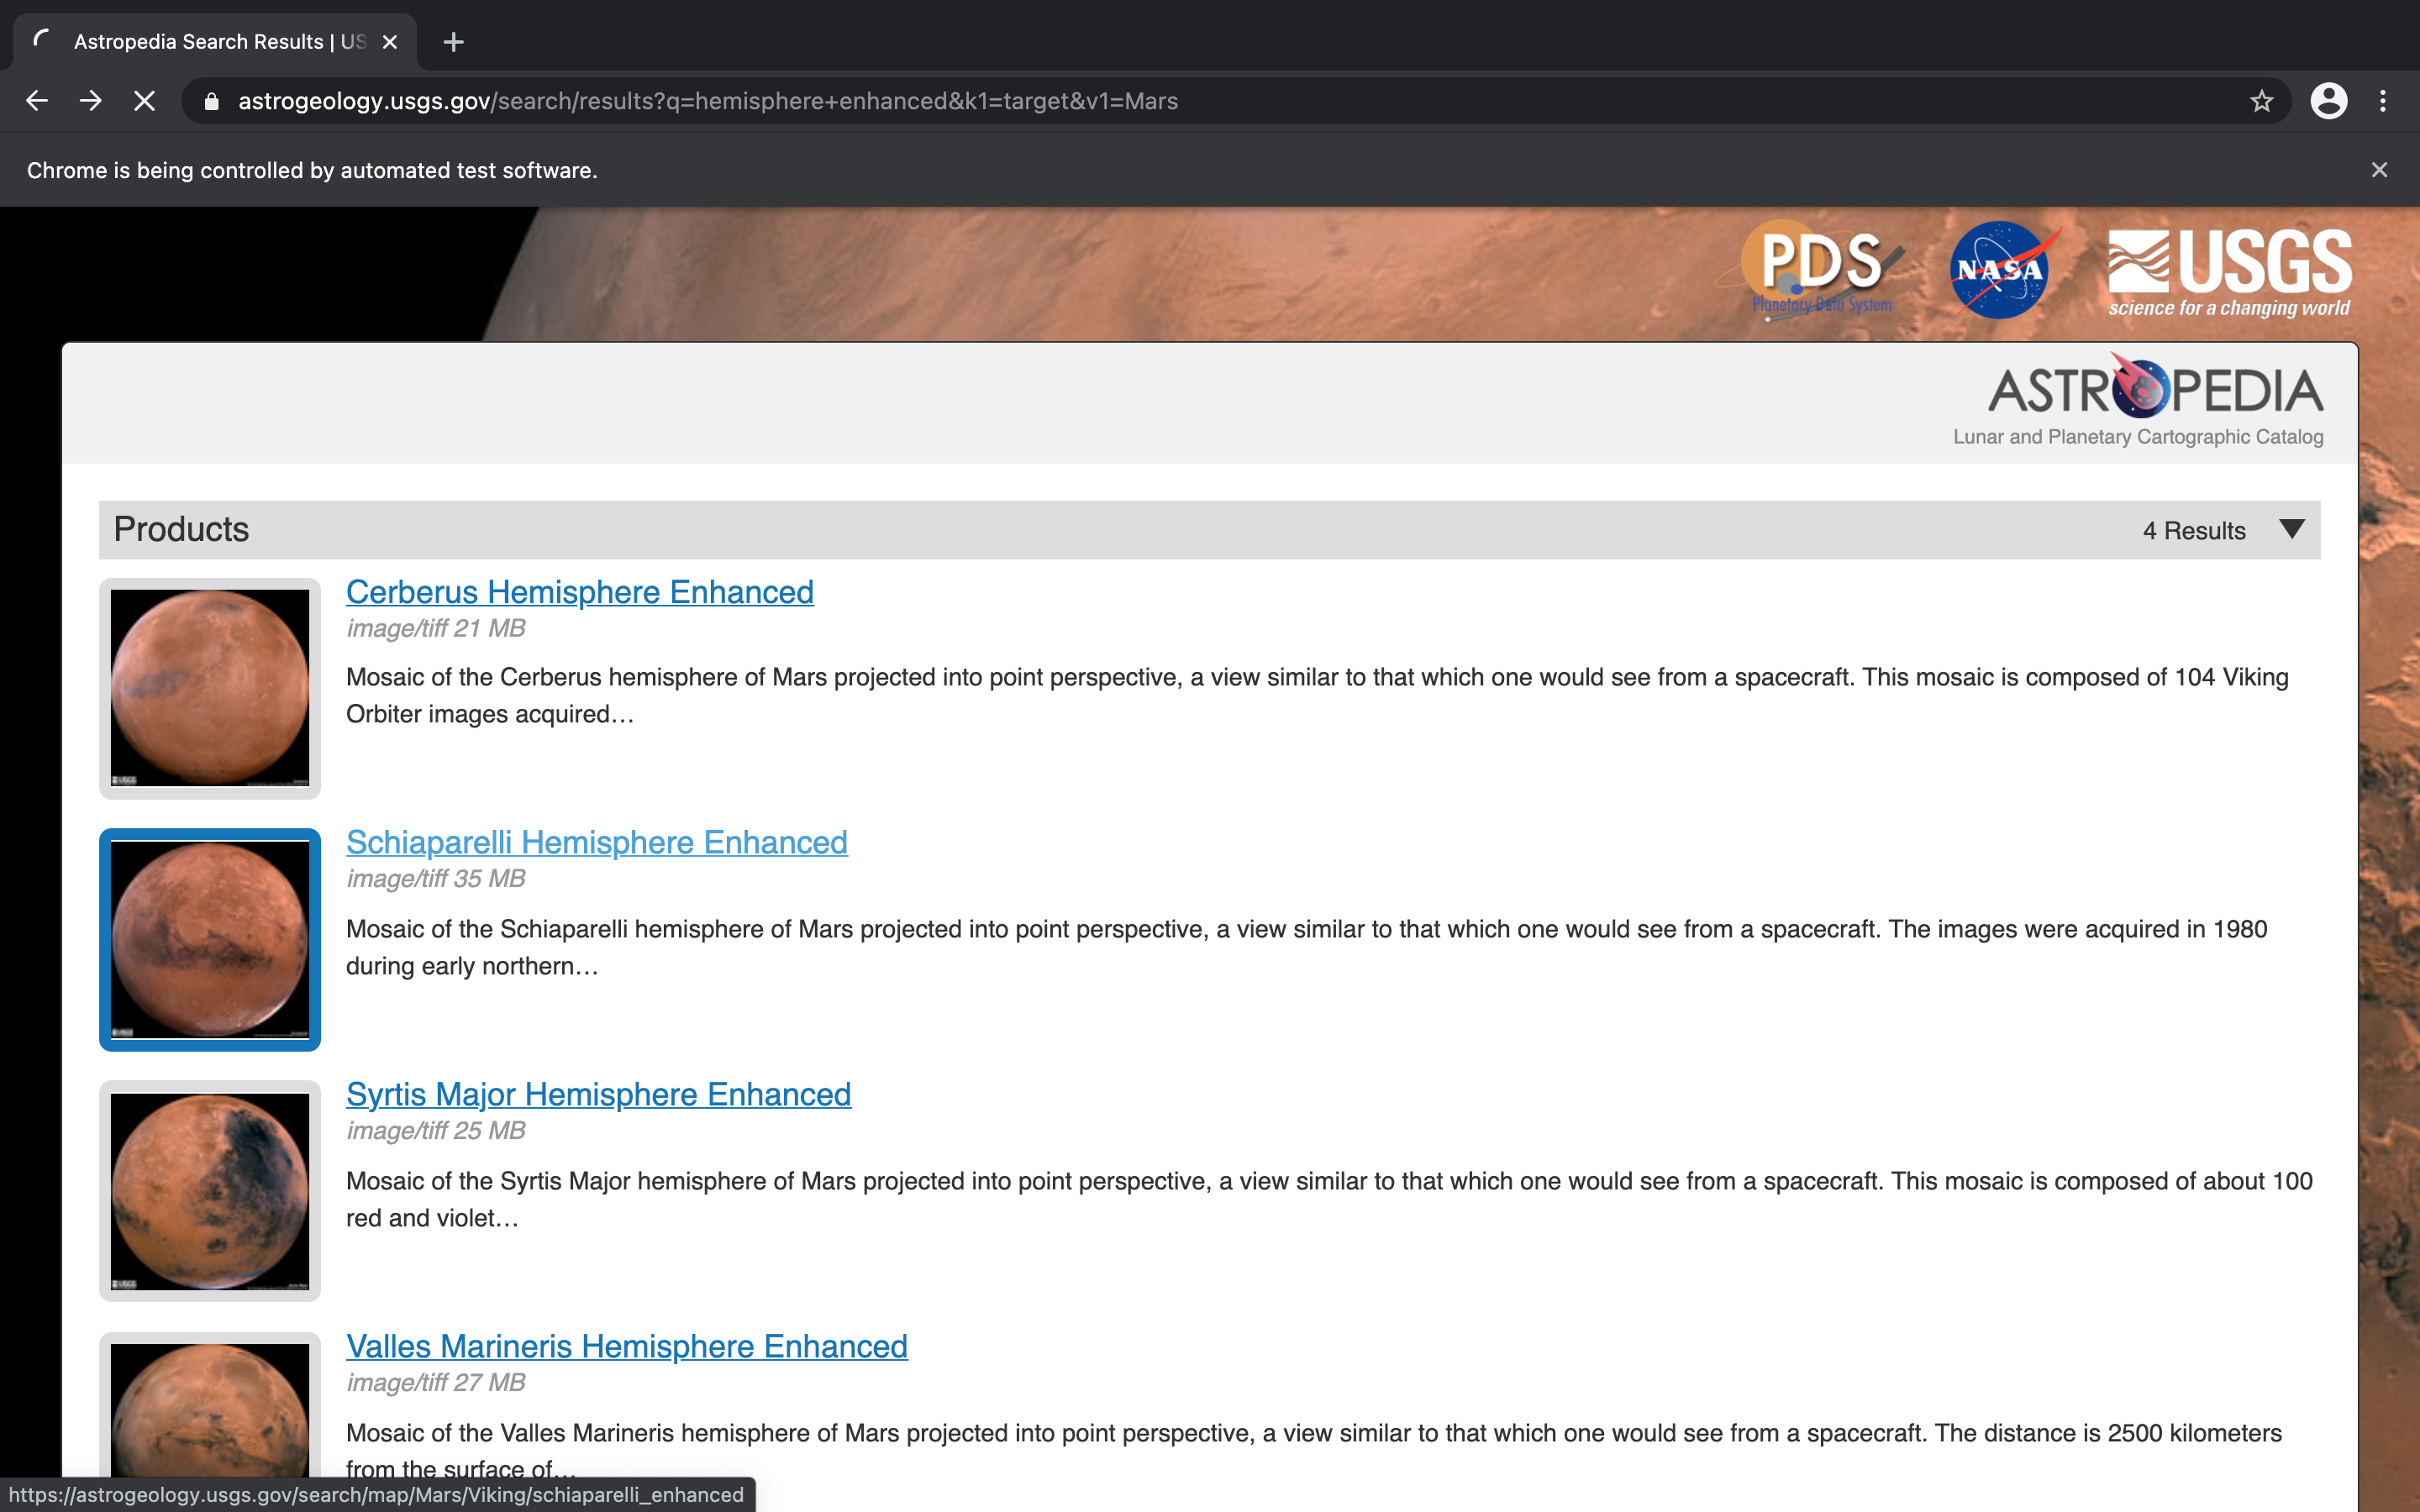 Astropedia Search Results | US
astrogeology.usgs.gov/search/results?q=hemisphere+enhanced&k1=target&v1=Mars
Chrome is being controlled by automated test software.
PDS
Planetary Data System
NASA
USGS
science for a changing world
ASTROPEDIA
Lunar and Planetary Cartographic Catalog
Products
4 Results
Cerberus Hemisphere Enhanced
image/tiff 21 MB
Mosaic of the Cerberus hemisphere of Mars projected into point perspective, a view similar to that which one would see from a spacecraft. This mosaic is composed of 104 Viking
Orbiter images acquired…
USGS
Schiaparelli Hemisphere Enhanced
image/tiff 35 MB
Mosaic of the Schiaparelli hemisphere of Mars projected into point perspective, a view similar to that which one would see from a spacecraft. The images were acquired in 1980
during early northern…
USGS
Syrtis Major Hemisphere Enhanced
image/tiff 25 MB
Mosaic of the Syrtis Major hemisphere of Mars projected into point perspective, a view similar to that which one would see from a spacecraft. This mosaic is composed of about 100
red and violet…
USGS
Valles Marineris Hemisphere Enhanced
image/tiff 27 MB
Mosaic of the Valles Marineris hemisphere of Mars projected into point perspective, a view similar to that which one would see from a spacecraft. The distance is 2500 kilometers
from the surface of…
https://astrogeology.usgs.gov/search/map/Mars/Viking/schiaparelli_enhanced